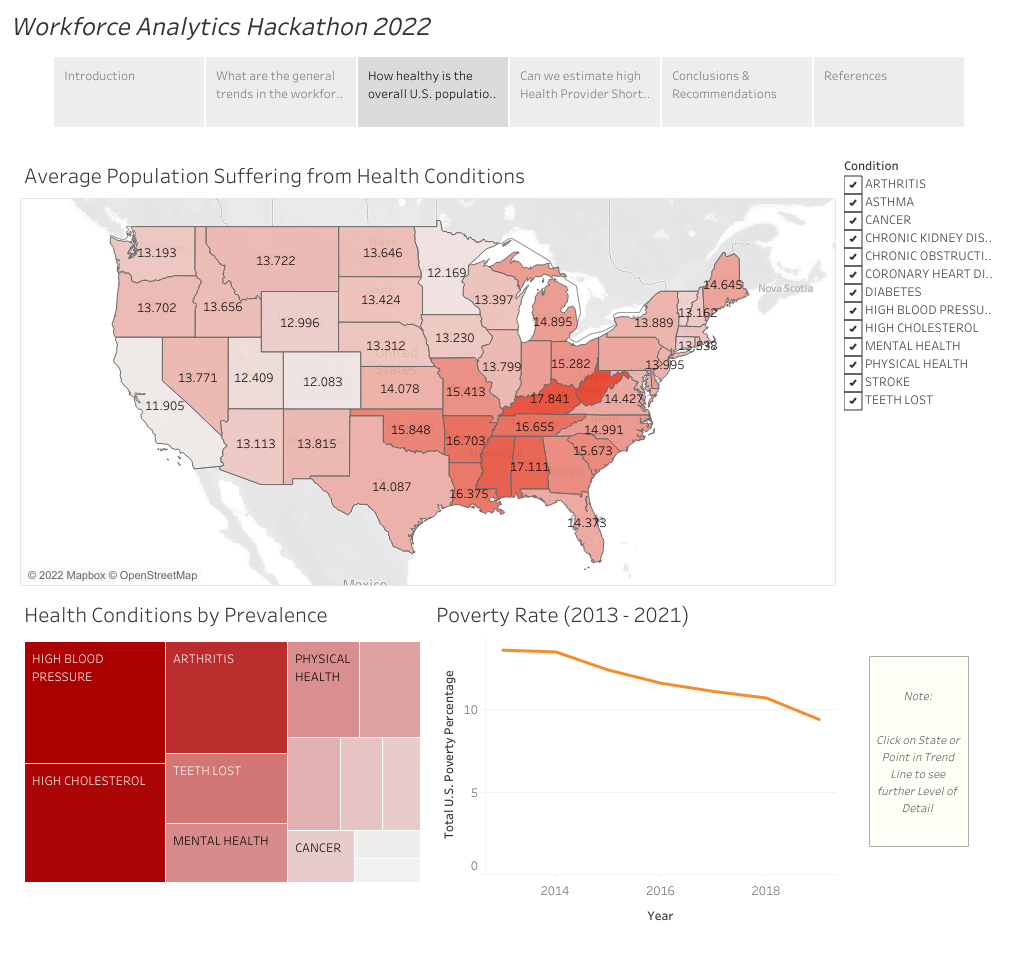 Workforce Analytics Hackathon 2022
Introduction
What are the general
trends in the workfor..
How healthy is the
overall U.S. populatio..
Can we estimate high
Health Provider Short..
Conclusions &
Recommendations
References
Average Population Suffering from Health Conditions
Condition
ARTHRITIS
ASTHMA
CANCER
CHRONIC KIDNEY DIS..
CHRONIC OBSTRUCTI..
CORONARY HEART DI..
DIABETES
HIGH BLOOD PRESSU..
HIGH CHOLESTEROL
MENTAL HEALTH
PHYSICAL HEALTH
STROKE
TEETH LOST
13.193
13.722
13.646
12.169
14.645
Nova Scotia
13.702
13.656
13.424
13.397
13.162
12.996
14.895
13.889
13.230
13.312
United
States
13.538
13.799
15.282
13.995
13.771
12.409
12.083
14.078
15.413
11.905
17.841
14.427
13.113
13.815
15.848
16.703
16.655
14.991
15.673
17.111
14.087
16.375
14.373
© 2022 Mapbox © OpenStreetMap
Mexico
Health Conditions by Prevalence
HIGH BLOOD
PRESSURE
HIGH CHOLESTEROL
ARTHRITIS
TEETH LOST
MENTAL HEALTH
PHYSICAL
HEALTH
CANCER
Poverty Rate (2013 - 2021)
Total U.S. Poverty Percentage
10
5
0
2014
2016
2018
Year
Note:
Click on State or
Point in Trend
Line to see
further Level of
Detail